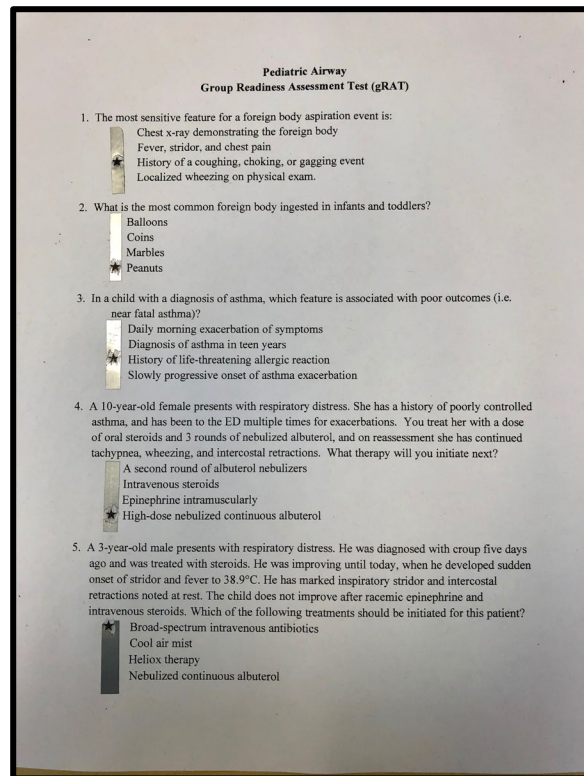 Pediatric Airway
Group Readiness Assessment Test (gRAT)
1. The most sensitive feature for a foreign body aspiration event is:
Chest x-ray demonstrating the foreign body
Fever, stridor, and chest pain
History of a coughing, choking, or gagging event
Localized wheezing on physical exam.
2. What is the most common foreign body ingested in infants and toddlers?
Balloons
Coins
Marbles
Peanuts
3. In a child with a diagnosis of asthma, which feature is associated with poor outcomes (i.e.
near fatal asthma)?
Daily morning exacerbation of symptoms
Diagnosis of asthma in teen years
History of life-threatening allergic reaction
Slowly progressive onset of asthma exacerbation
4. A 10-year-old female presents with respiratory distress. She has a history of poorly controlled
asthma, and has been to the ED multiple times for exacerbations. You treat her with a dose
of oral steroids and 3 rounds of nebulized albuterol, and on reassessment she has continued
tachypnea, wheezing, and intercostal retractions. What therapy will you initiate next?
A second round of albuterol nebulizers
Intravenous steroids
Epinephrine intramuscularly
High-dose nebulized continuous albuterol
5. A 3-year-old male presents with respiratory distress. He was diagnosed with croup five days
ago and was treated with steroids. He was improving until today, when he developed sudden
onset of stridor and fever to 38.9°C. He has marked inspiratory stridor and intercostal
retractions noted at rest. The child does not improve after racemic epinephrine and
intravenous steroids. Which of the following treatments should be initiated for this patient?
Broad-spectrum intravenous antibiotics
Cool air mist
Heliox therapy
Nebulized continuous albuterol